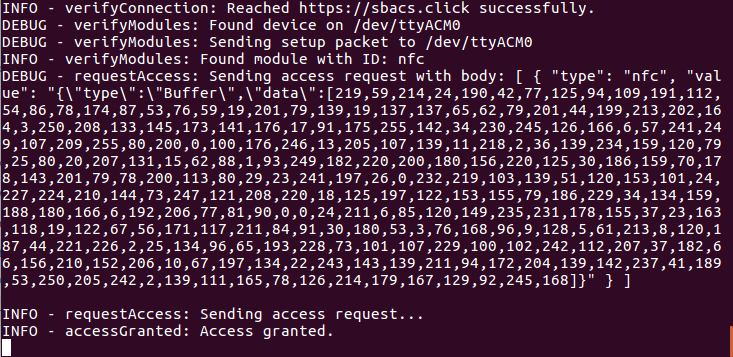 INFO - verifyConnection: Reached https://sbacs.click successfully.
DEBUG - verifyModules: Found device on /dev/ttyACM0
DEBUG - verifyModules: Sending setup packet to /dev/ttyACM0
INFO - verifyModules: Found module with ID: nfc
DEBUG - requestAccess: Sending access request with body: [ { "type": "nfc", "val
ue": "{\"type\":\"Buffer\",\"data\":[219,59,214,24,190,42,77,125,94,109,191,112,
54,86,78,174,87,53,76,59,19,201,79,139,19,137,137,65,62,79,201,44,199,213,202,16
4,3,250,208,133,145,173,141,176,17,91,175,255,142,34,230,245,126,166,6,57,241,24
9,107,209,255,80,200,0,100,176,246,13,205,107,139,11,218,2,36,139,234,159,120,79
,25,80,20,207,131,15,62,88,1,93,249,182,220,200,180,156,220,125,30,186,159,70,17
8,143,201,79,78,200,113,80,29,23,241,197,26,0,232,219,103,139,51,120,153,101,24,
227,224,210,144,73,247,121,208,220,18,125,197,122,153,155,79,186,229,34,134,159,
188,180,166,6,192,206,77,81,90,0,0,24,211,6,85,120,149,235,231,178,155,37,23,163
,118,19,122,67,56,171,117,211,84,91,30,180,53,3,76,168,96,9,128,5,61,213,8,120,1
87,44,221,226,2,25,134,96,65,193,228,73,101,107,229,100,102,242,112,207,37,182,6
6,156,210,152,206,10,67,197,134,22,243,143,139,211,94,172,204,139,142,237,41,189
,53,250,205,242,2,139,111,165,78,126,214,179,167,129,92,245,168]}" } ]
INFO - requestAccess: Sending access request...
INFO - accessGranted: Access granted.